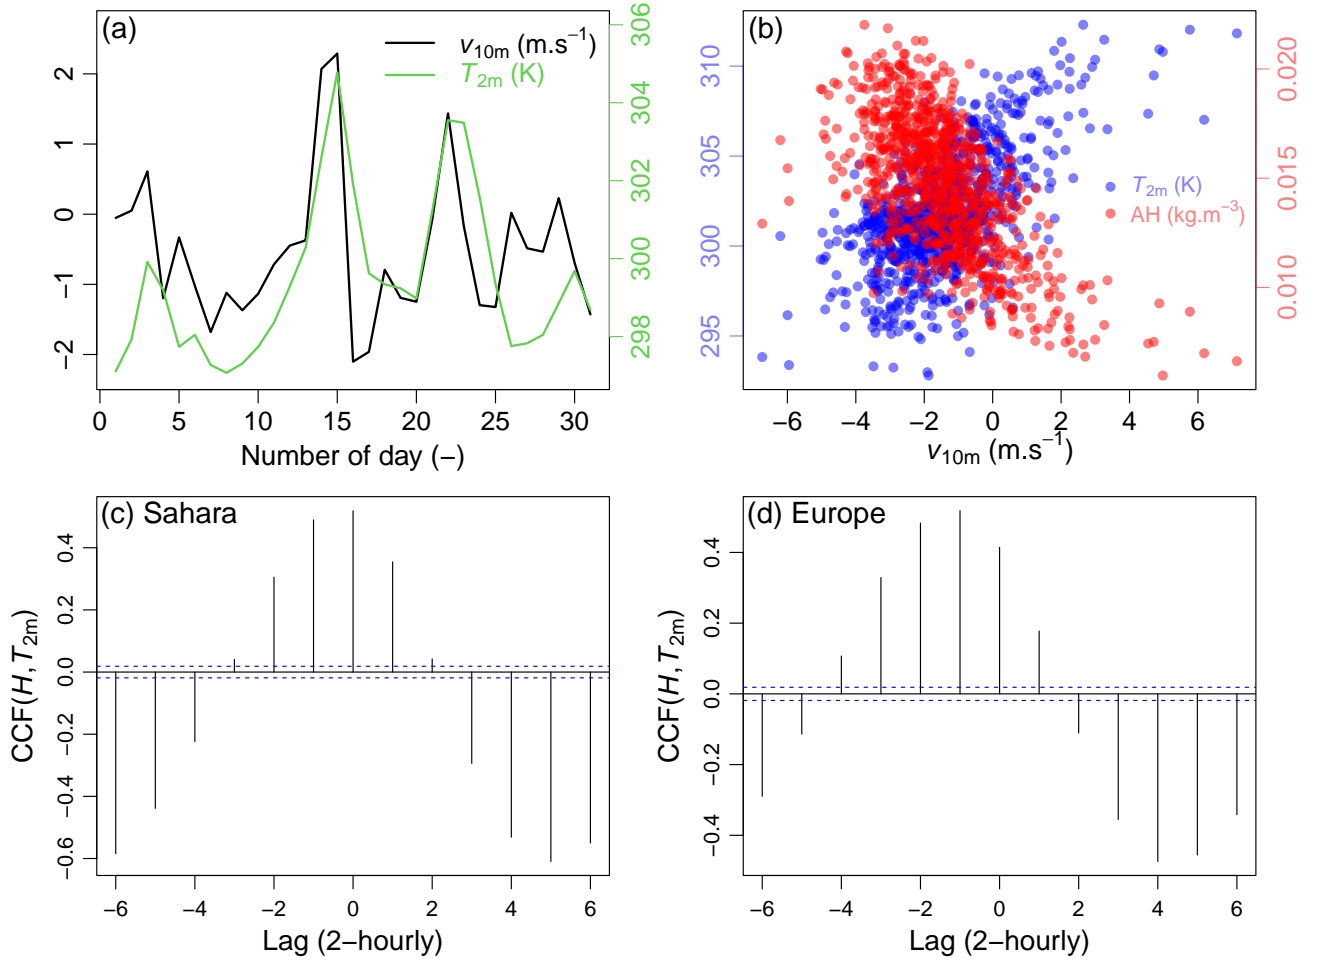 (a)
v10m (m.s−1)
T2m (K)
2
1
0
−1
−2
306
304
302
300
298
0 5 10 15 20 25 30
Number of day (−)
(b)
310
305
300
295
0.020
0.015
0.010
T2m (K)
AH (kg.m−3)
−6 −4 −2 0 2 4 6
v10m (m.s−1)
(c) Sahara
CCF(H, T2m)
0.4
0.2
0.0
−0.2
−0.4
−0.6
−6 −4 −2 0 2 4 6
Lag (2−hourly)
(d) Europe
CCF(H, T2m)
0.4
0.2
0.0
−0.2
−0.4
−6 −4 −2 0 2 4 6
Lag (2−hourly)